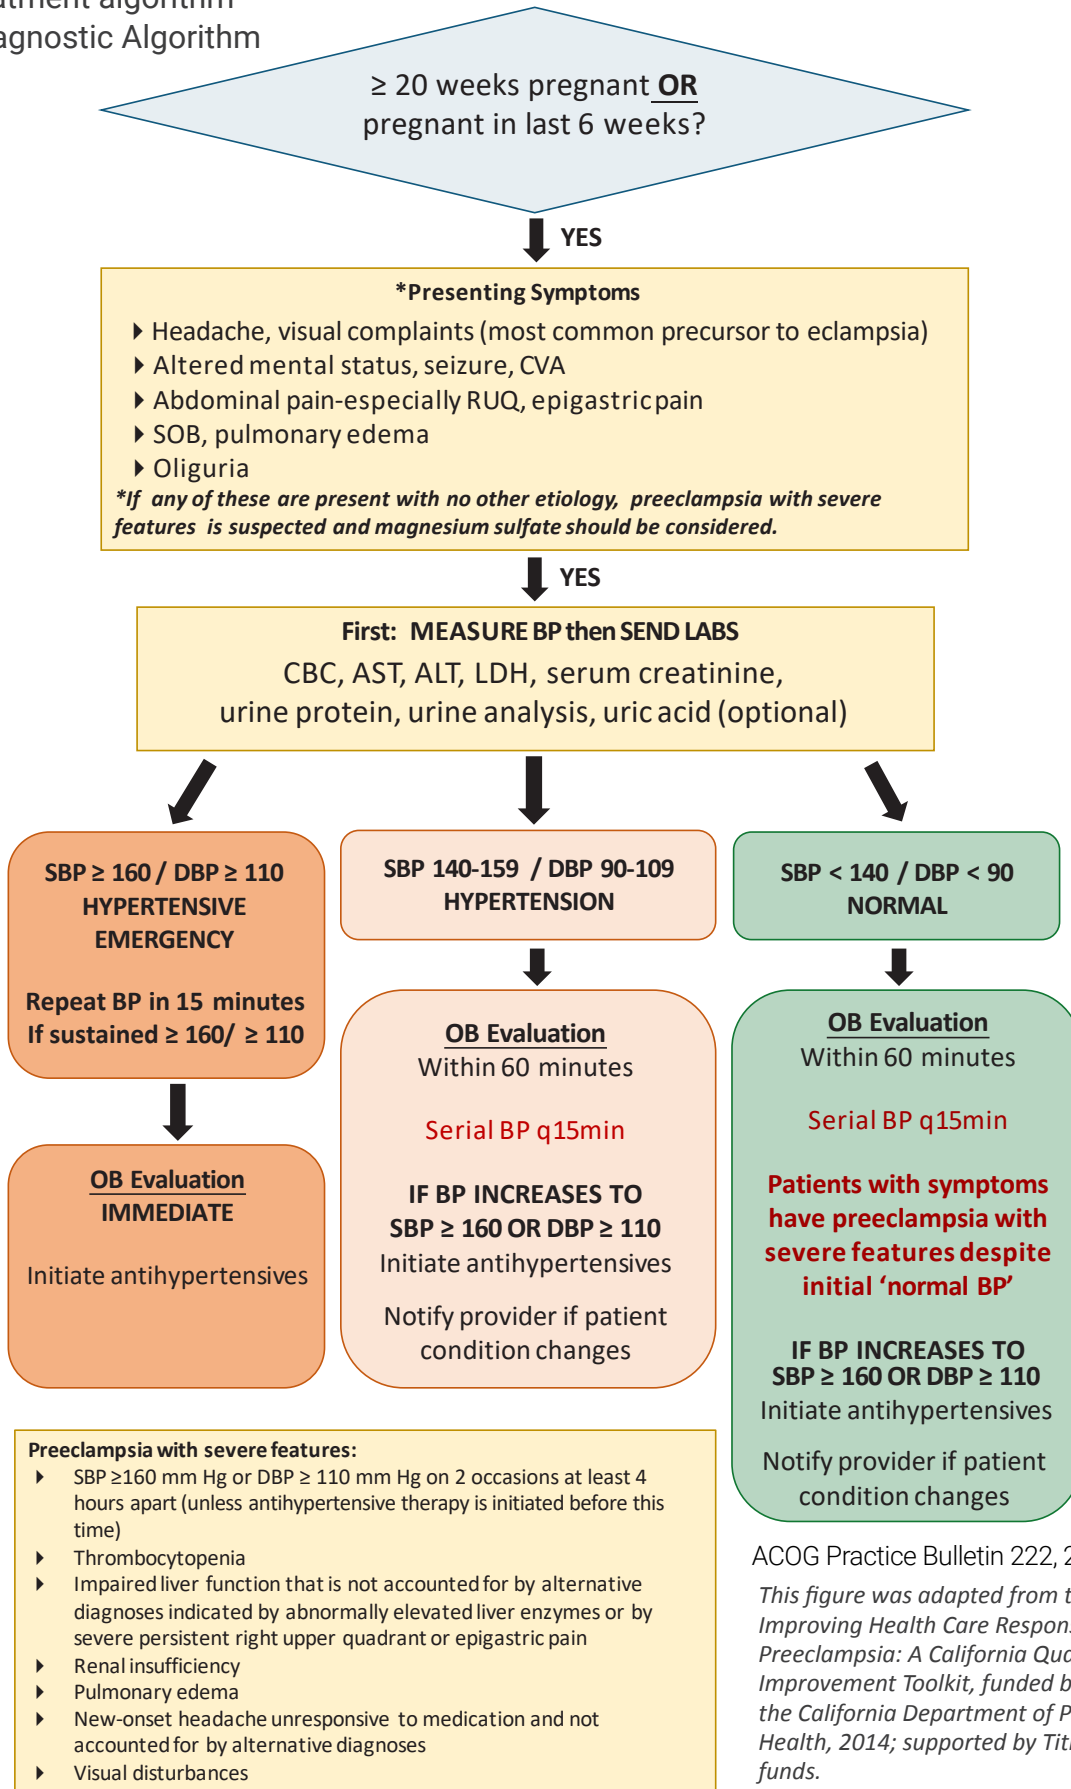 Algorithm
≥ 20 weeks pregnant OR
pregnant in last 6 weeks?
YES
*Presenting Symptoms
Headache, visual complaints (most common precursor to eclampsia)
Altered mental status, seizure, CVA
Abdominal pain-especially RUQ, epigastric pain
SOB, pulmonary edema
Oliguria
*If any of these are present with no other etiology, preeclampsia with severe
features is suspected and magnesium sulfate should be considered.
YES
First: MEASURE BP then SEND LABS
CBC, AST, ALT, LDH, serum creatinine,
urine protein, urine analysis, uric acid (optional)
SBP ≥ 160 / DBP ≥ 110
HYPERTENSIVE
EMERGENCY
Repeat BP in 15 minutes
If sustained ≥ 160/ ≥ 110
OB Evaluation
IMMEDIATE
Initiate antihypertensives
SBP 140-159 / DBP 90-109
HYPERTENSION
OB Evaluation
Within 60 minutes
Serial BP q15min
IF BP INCREASES TO
SBP ≥ 160 OR DBP ≥ 110
Initiate antihypertensives
Notify provider if patient
condition changes
SBP < 140 / DBP < 90
NORMAL
OB Evaluation
Within 60 minutes
Serial BP q15min
Patients with symptoms
have preeclampsia with
severe features despite
initial ‘normal BP’
IF BP INCREASES TO
SBP ≥ 160 OR DBP ≥ 110
Initiate antihypertensives
Notify provider if patient
condition changes
Preeclampsia with severe features:
SBP ≥160 mm Hg or DBP ≥ 110 mm Hg on 2 occasions at least 4
hours apart (unless antihypertensive therapy is initiated before this
time)
Thrombocytopenia
Impaired liver function that is not accounted for by alternative
diagnoses indicated by abnormally elevated liver enzymes or by
severe persistent right upper quadrant or epigastric pain
Renal insufficiency
Pulmonary edema
New-onset headache unresponsive to medication and not
accounted for by alternative diagnoses
Visual disturbances
ACOG Practice Bulletin 222,
This figure was adapted from
Improving Health Care
Preeclampsia: A California
Improvement Toolkit, funded
the California Department of
Health, 2014; supported by
funds.